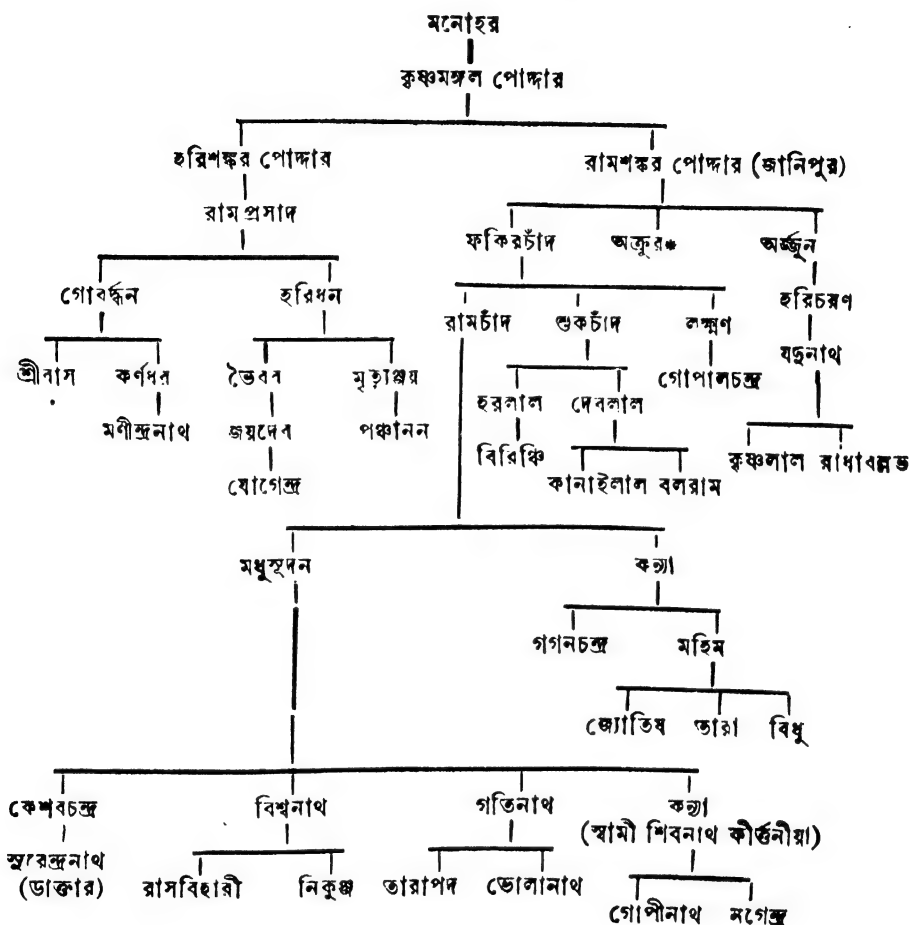 মনোহর
কৃষ্ণমঙ্গল পোদ্দার
হরিশঙ্কর পোদ্দার রামশঙ্কর পোদ্দার (জানিপুর)
রামপ্রসাদ ফকিরচাঁদ অক্রুর* অর্জ্জুন
গোবর্দ্ধন হরিধন রামচাঁদ শুকচাঁদ লক্ষ্মণ হরিচরণ
শ্রীবাস কর্ণধর ভৈবব মৃত্যুঞ্জয় হরলাল দেবলাল গোপালচন্দ্র যদুনাথ
মণীন্দ্রনাথ জয়দেব পঞ্চানন বিরিঞ্চি কৃষ্ণলাল রাধাবল্লভ
যোগেন্দ্র কানাইলাল বলরাম
মধুসূদন কন্যা
গগনচন্দ্র মহিম
জ্যোতিষ তারা বিধু
কেশবচন্দ্র বিশ্বনাথ গতিনাথ কন্যা
(স্বামী শিবনাথ কীর্ত্তনীয়া)
সুরেন্দ্রনাথ রাসবিহারী নিকুঞ্জ তারাপদ ভোলানাথ
(ডাক্তার) গোপীনাথ নগেন্দ্র